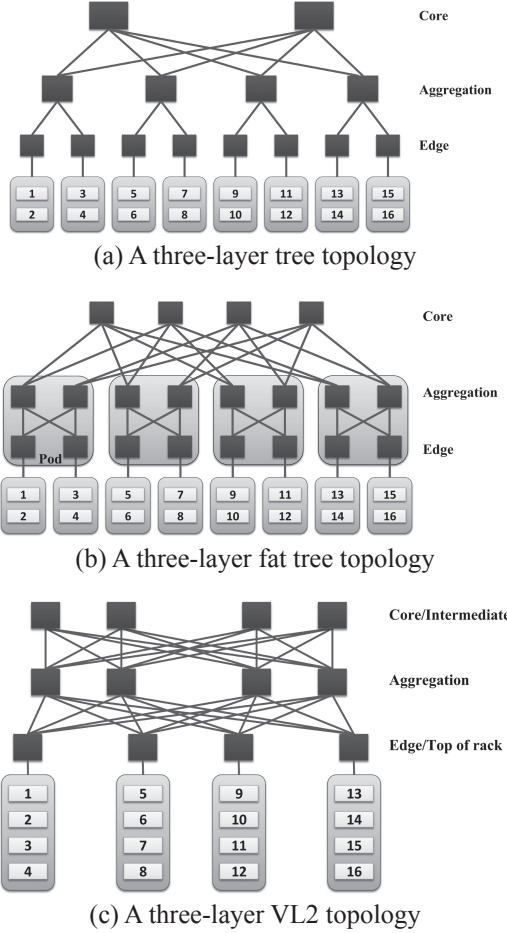 Core
Aggregation
Edge
1 3 5 7 9 11 13 15
2 4 6 8 10 12 14 16
(a) A three-layer tree topology
Core
Aggregation
Edge
Pod
1 3 5 7 9 11 13 15
2 4 6 8 10 12 14 16
(b) A three-layer fat tree topology
Core/Intermediate
Aggregation
Edge/Top of rack
1 5 9 13
2 6 10 14
3 7 11 15
4 8 12 16
(c) A three-layer VL2 topology